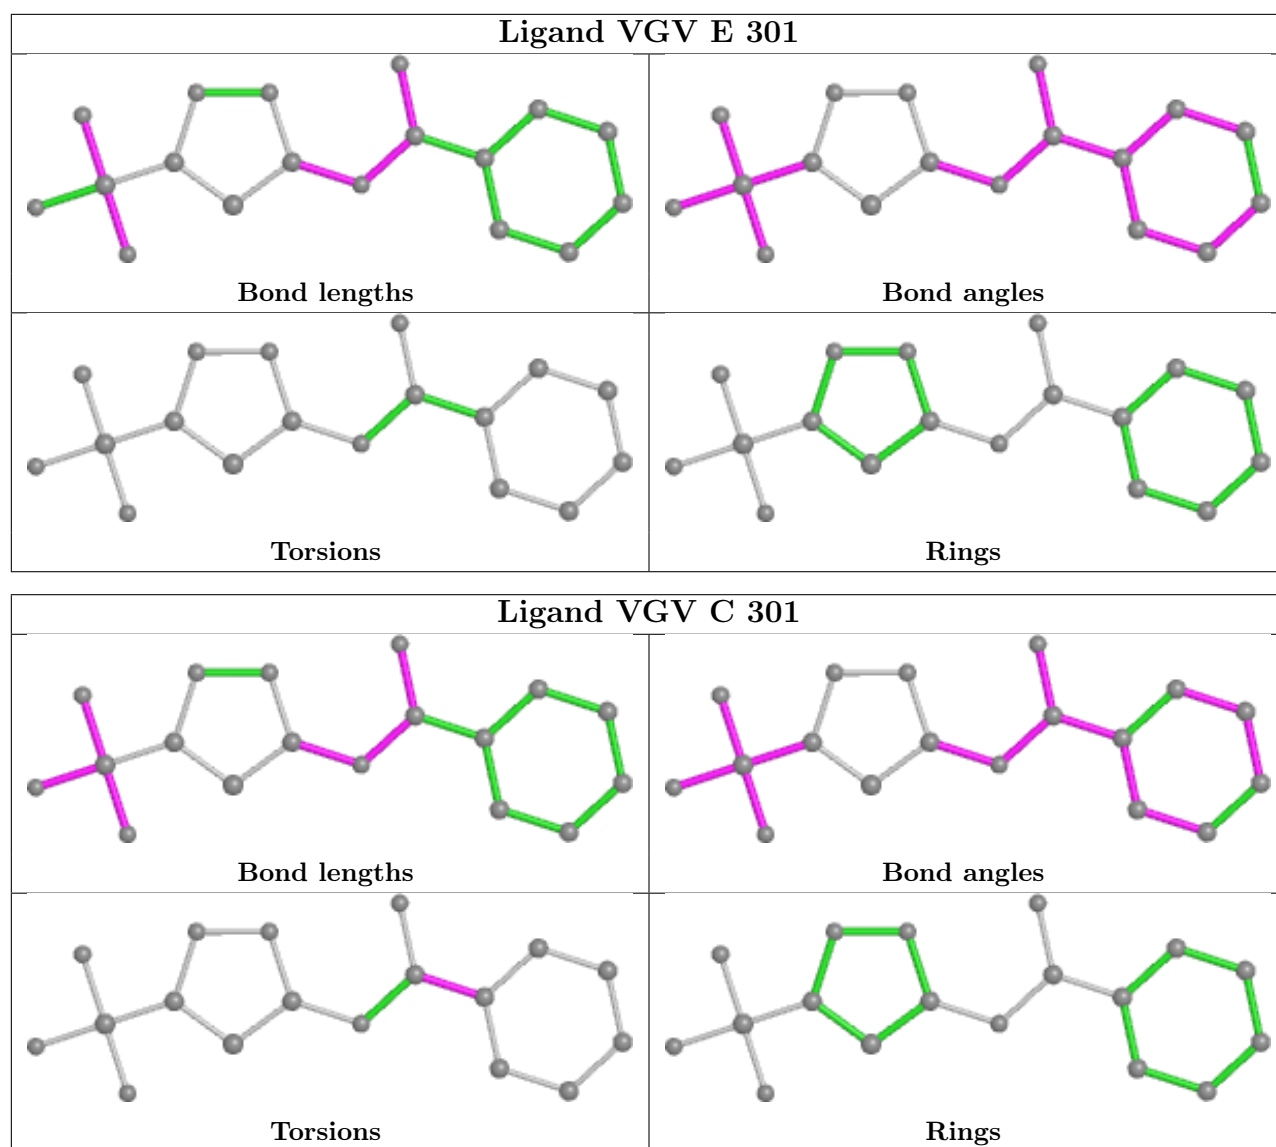 Ligand VGV E 301
Bond lengths
Bond angles
Torsions
Rings
Ligand VGV C 301
Bond lengths
Bond angles
Torsions
Rings